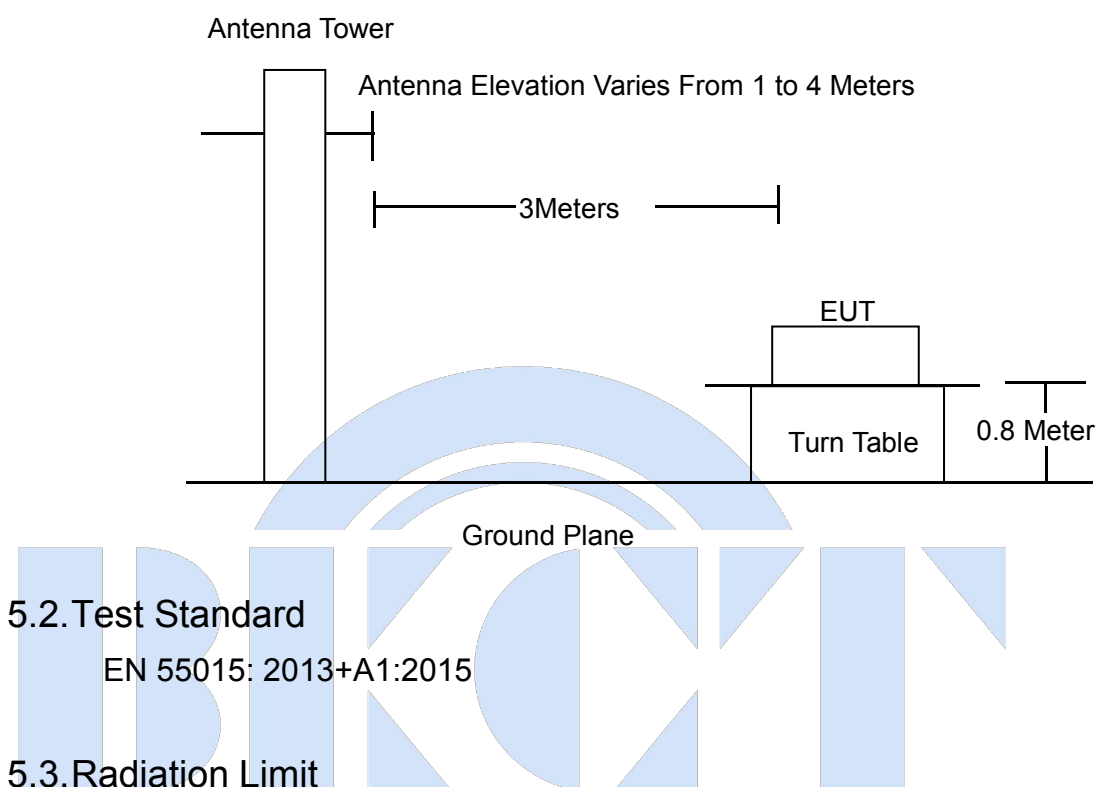 Antenna Tower
Antenna Elevation Varies From 1 to 4 Meters
3Meters
EUT
Turn Table
0.8 Meter
Ground Plane
BKCT
5.2.Test Standard
EN 55015: 2013+A1:2015
5.3.Radiation Limit